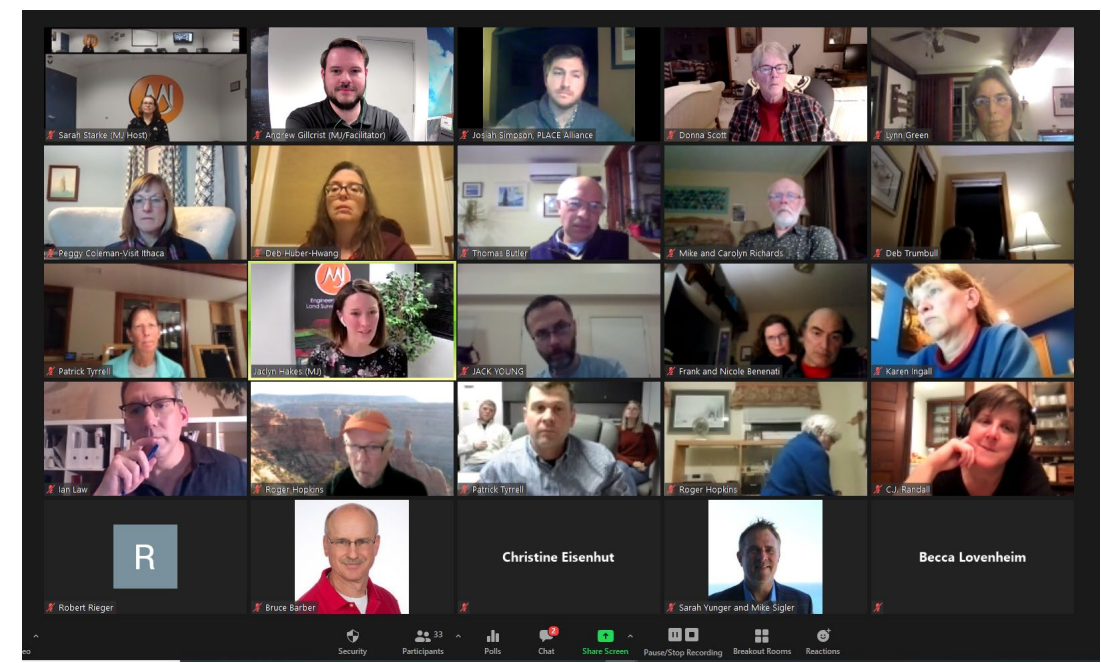 MJ
Sarah Starke (MJ Host)
Andrew Gillcrist (MJ/Facilitator)
Josiah Simpson, PLACE Alliance
Donna Scott
Lynn Green
Peggy Coleman-Visit Ithaca
Deb Huber-Hwang
Thomas Butler
Mike and Carolyn Richards
Deb Trumbull
Patrick Tyrrell
MJ
Jaclyn Hakes (MJ)
JACK YOUNG
Frank and Nicole Benenati
Karen Ingall
Ian Law
Roger Hopkins
Patrick Tyrrell
Roger Hopkins
C.J. Randall
R
Robert Rieger
Bruce Barber
Christine Eisenhut
Sarah Yunger and Mike Sigler
Becca Lovenheim
33
2
Security
Participants
Polls
Chat
Share Screen
Pause/Stop Recording
Breakout Rooms
Reactions